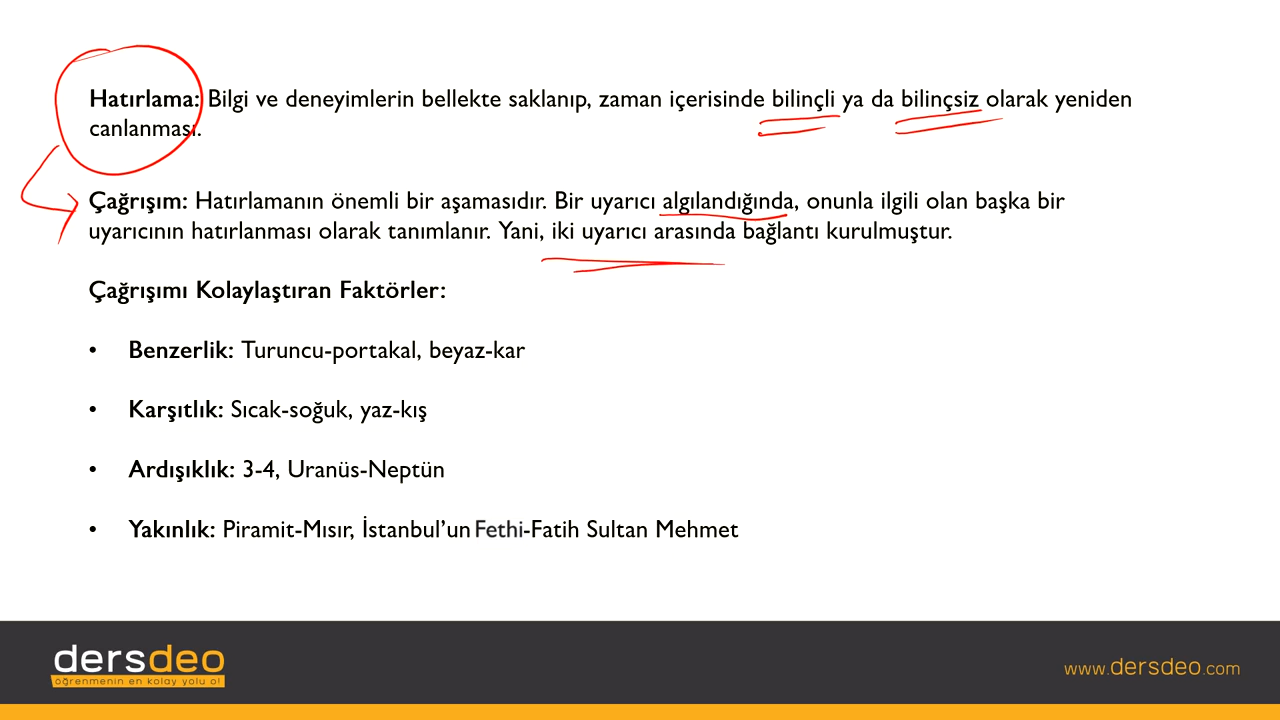 Hatırlama: Bilgi ve deneyimlerin bellekte saklanıp, zaman içerisinde bilinçli ya da bilinçsiz olarak yeniden
canlanması.
Çağrışım: Hatırlamanın önemli bir aşamasıdır. Bir uyarıcı algılandığında, onunla ilgili olan başka bir
uyarıcının hatırlanması olarak tanımlanır. Yani, iki uyarıcı arasında bağlantı kurulmuştur.
Çağrışımı Kolaylaştıran Faktörler:
• Benzerlik: Turuncu-portakal, beyaz-kar
• Karşıtlık: Sıcak-soğuk, yaz-kış
• Ardışıklık: 3-4, Uranüs-Neptün
• Yakınlık: Piramit-Mısır, İstanbul’un Fethi-Fatih Sultan Mehmet
dersdeo
öğrenmenin en kolay yolu o!
www.dersdeo.com